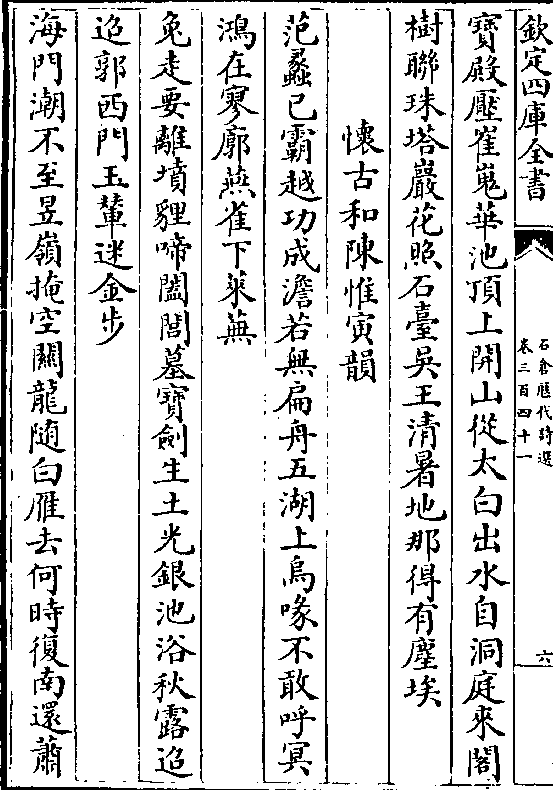 欽定四庫全書
石倉歷代詩選
卷三百四十一
六
寶殿壓崔嵬華池頂上開山從太白出水自洞庭來閣
樹聯珠塔巖花照石臺吳王清暑地那得有塵埃
懷古和陳惟寅韻
范蠡已霸越功成澹若無扁舟五湖上烏喙不敢呼冥
鴻在寥廓燕雀下萊蕪
兔走要離墳貍啼闔閭墓寶劍生土光銀池浴秋露迢
迢郭西門玉輦迷金步
海門潮不至昱嶺掩空關龍隨白雁去何時復南還蕭